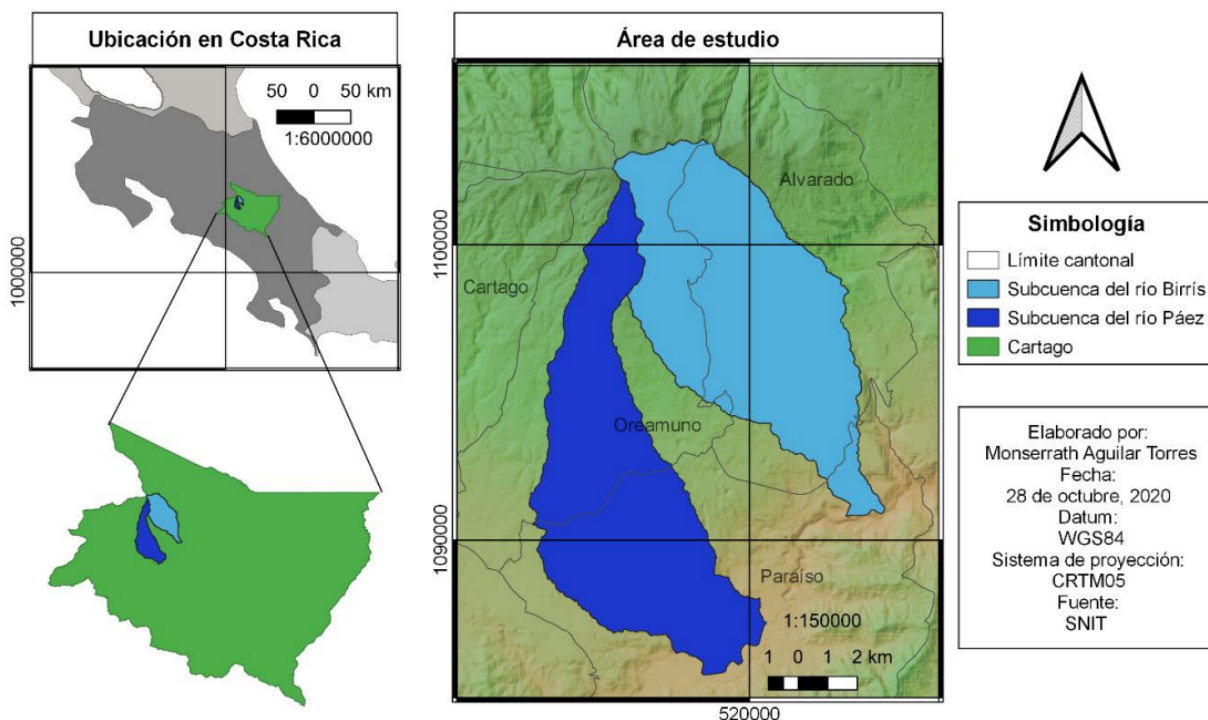 Ubicación en Costa Rica
50 0 50 km
1:6000000
1000000
Área de estudio
Alvarado
Cartago
Oreamuno
Paraíso
1100000
1090000
1:150000
1 0 1 2 km
520000
Simbología
Límite cantonal
Subcuenca del río Birrís
Subcuenca del río Páez
Cartago
Elaborado por:
Monserrath Aguilar Torres
Fecha:
28 de octubre, 2020
Datum:
WGS84
Sistema de proyección:
CRTM05
Fuente:
SNIT